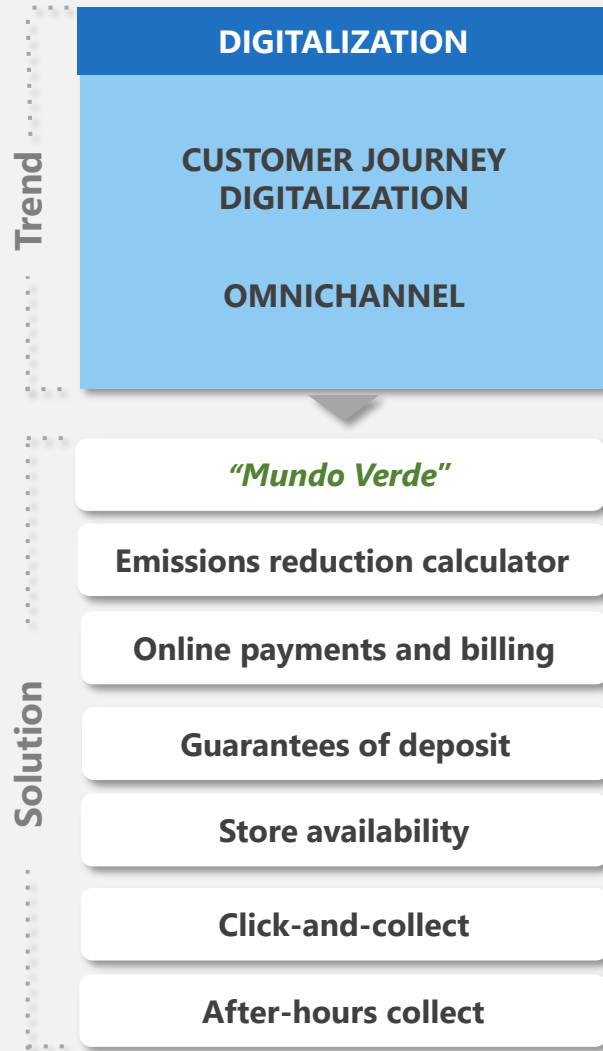 DIGITALIZATION
Trend
CUSTOMER JOURNEY
DIGITALIZATION
OMNICHANNEL
Solution
“Mundo Verde"
Emissions reduction calculator
Online payments and billing
Guarantees of deposit
Store availability
Click-and-collect
After-hours collect